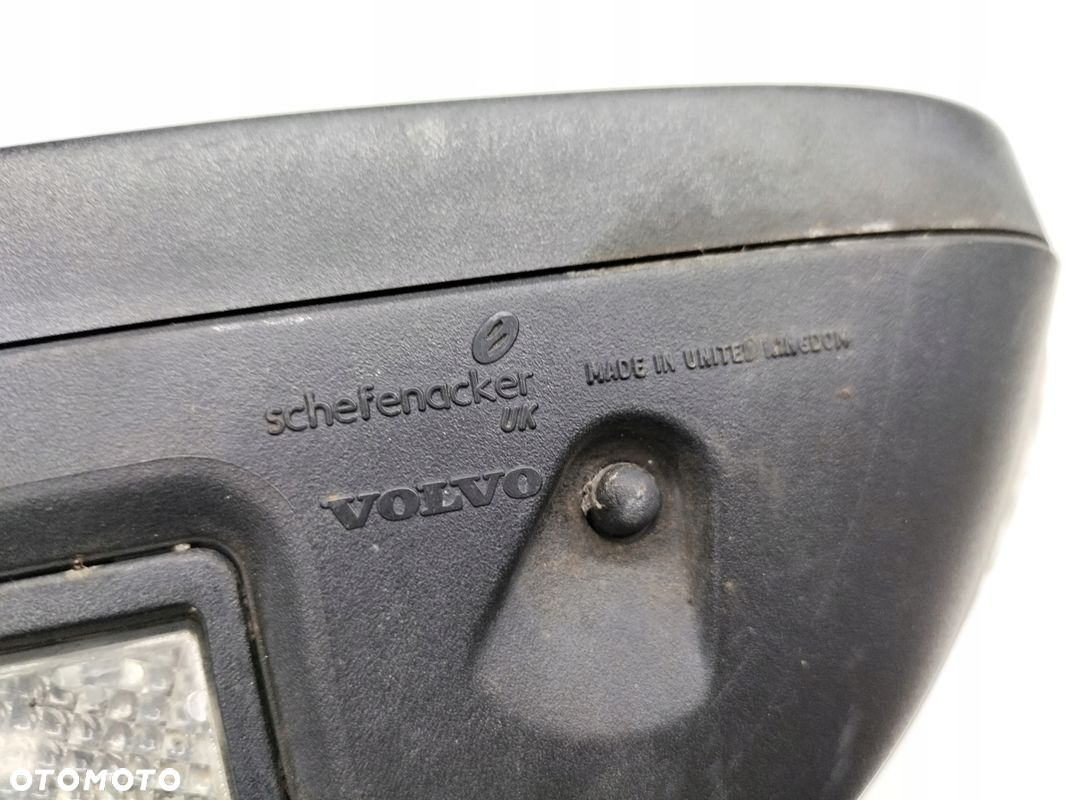 schefenacker
UK
MADE IN UNITED KINGDOM
VOLVO
OTOMOTO